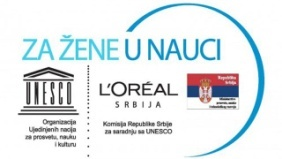 ZA ŽENE U NAUCI
UNESCO
Organizacija
Ujedinjenih nacija
za prosvetu, nauku
i kulturu
L'ORÉAL
SRBIJA
Komisija Republike Srbije
za saradnju sa UNESCO
Republika
Srbija